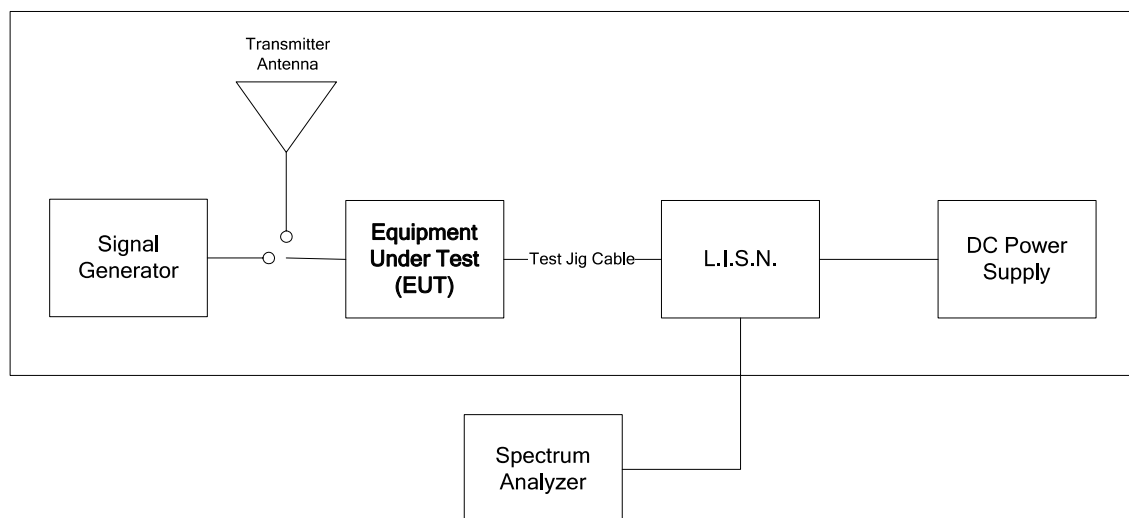 Transmitter
Antenna
Signal
Generator
Equipment
Under Test
(EUT)
Test Jig Cable
L.I.S.N.
DC Power
Supply
Spectrum
Analyzer